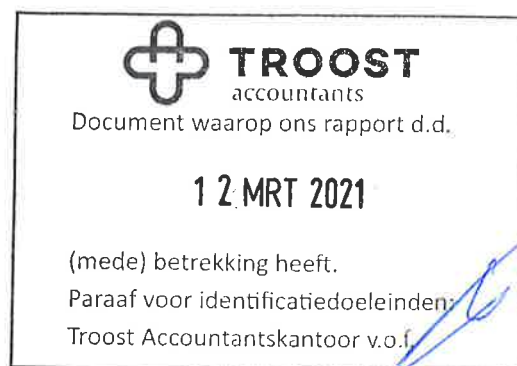 TROOST
accountants
Document waarop ons rapport d.d.
12 MRT 2021
(mede) betrekking heeft.
Paraaf voor identificatiedoeleinden:
Troost Accountantskantoor v.o.f.